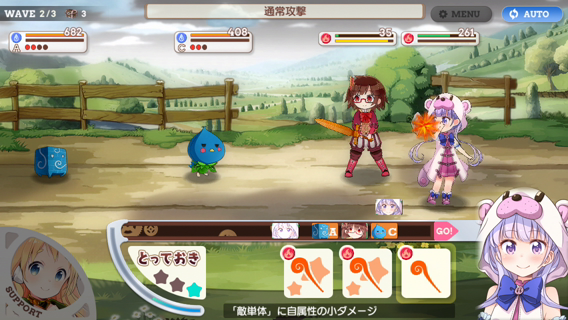 WAVE 2/3
3
通常攻撃
MENU
AUTO
682
A
408
C
35
261
A
C
GO!
とっておき
SUPPORT
「敵単体」に自属性の小ダメージ